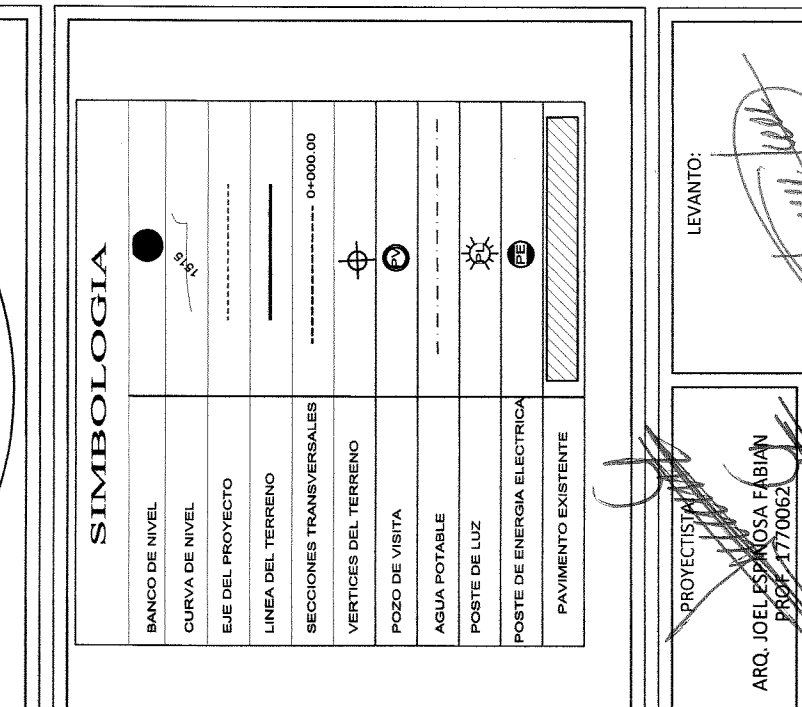 SIMBOLOGIA
BANCO DE NIVEL
CURVA DE NIVEL 1515
EJE DEL PROYECTO
LINEA DEL TERRENO
SECCIONES TRANSVERSALES 0+000.00
VERTICES DEL TERRENO
POZO DE VISITA PV
AGUA POTABLE
POSTE DE LUZ PL
POSTE DE ENERGIA ELECTRICA PE
PAVIMENTO EXISTENTE
PROYECTISTA:
ARQ. JOEL ESPINOSA FABIAN
PROF. 1770062
LEVANTO: